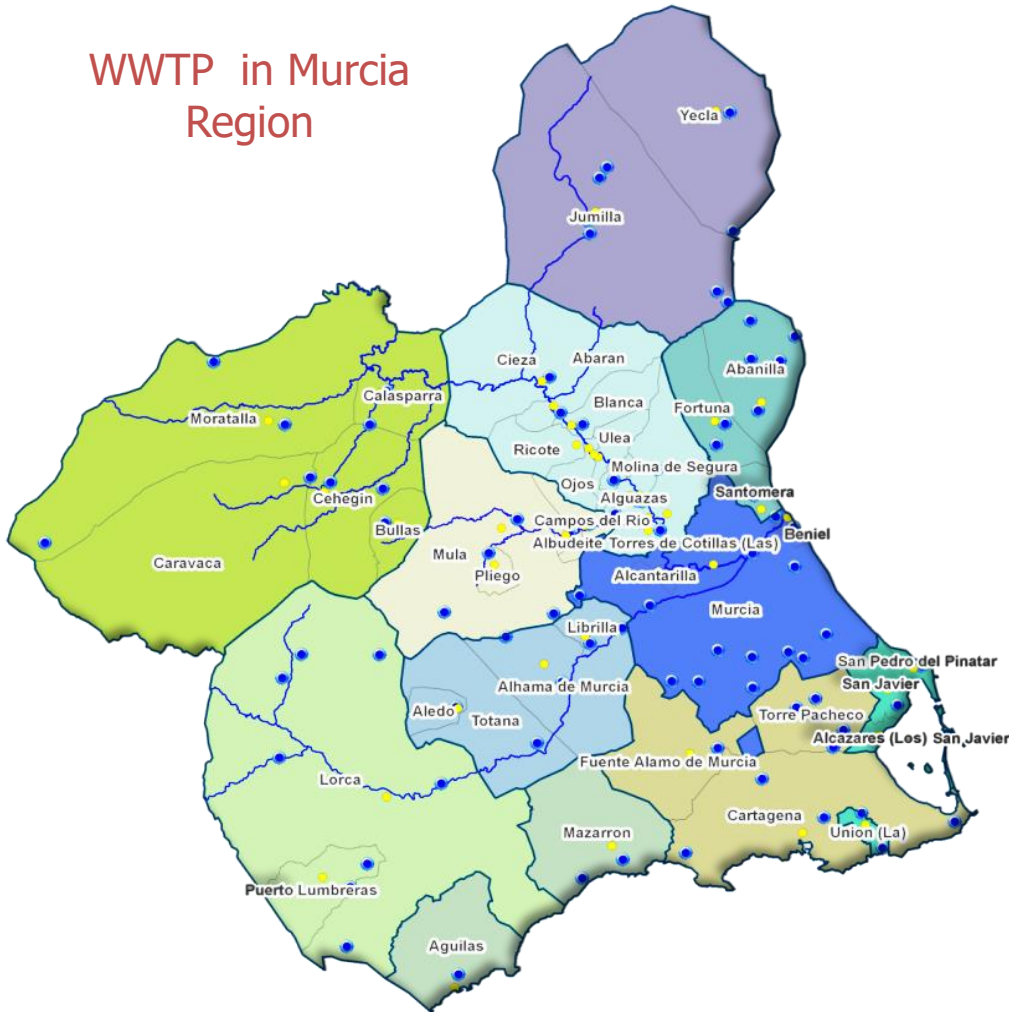 WWTP in Murcia
Region
Yecla
Jumilla
Cieza
Abaran
Abanilla
Calasparra
Blanca
Fortuna
Moratalla
Ulea
Ricote
Molina de Segura
Ojos
Cehegin
Alguazas
Santomera
Campos del Rio
Bullas
Beniel
Albudeite
Torres de Cotillas (Las)
Mula
Caravaca
Pliego
Alcantarilla
Murcia
Librilla
San Pedro del Pinatar
San Javier
Alhama de Murcia
Aledo
Totana
Torre Pacheco
Alcazares (Los)
San Javier
Fuente Alamo de Murcia
Lorca
Cartagena
Mazarron
Union (La)
Puerto Lumbreras
Aguilas